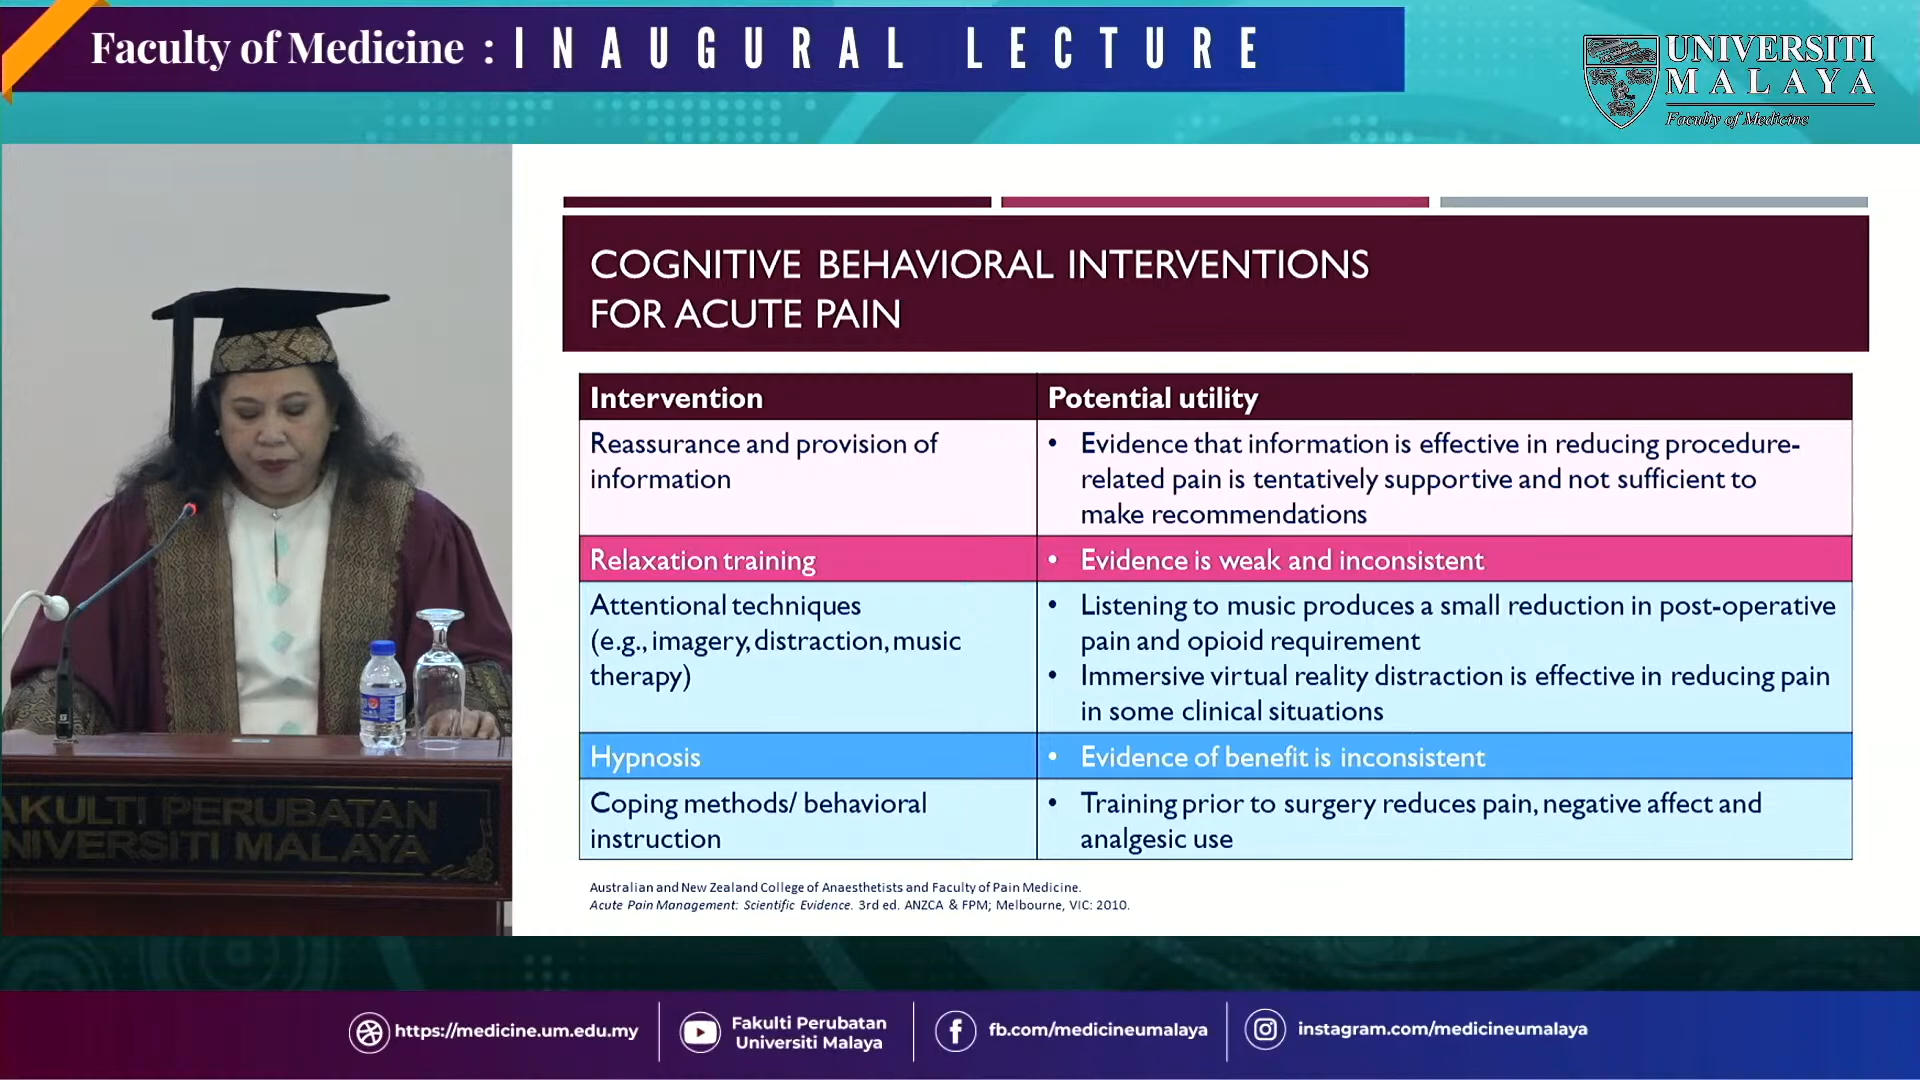 Faculty of Medicine : INAUGURAL LECTURE
UNIVERSITI
MALAYA
Faculty of Medicine
COGNITIVE BEHAVIORAL INTERVENTIONS
FOR ACUTE PAIN
Intervention
Potential utility
Reassurance and provision of
information
• Evidence that information is effective in reducing procedure-
related pain is tentatively supportive and not sufficient to
make recommendations
Relaxation training
• Evidence is weak and inconsistent
Attentional techniques
(e.g., imagery, distraction, music
therapy)
• Listening to music produces a small reduction in post-operative
pain and opioid requirement
• Immersive virtual reality distraction is effective in reducing pain
in some clinical situations
Hypnosis
• Evidence of benefit is inconsistent
Coping methods/ behavioral
instruction
• Training prior to surgery reduces pain, negative affect and
analgesic use
Australian and New Zealand College of Anaesthetists and Faculty of Pain Medicine.
Acute Pain Management: Scientific Evidence. 3rd ed. ANZCA & FPM; Melbourne, VIC: 2010.
AKULTI PERUBATAN
NIVERSITI MALAYA
https://medicine.um.edu.my
Fakulti Perubatan
Universiti Malaya
fb.com/medicineumalaya
instagram.com/medicineumalaya